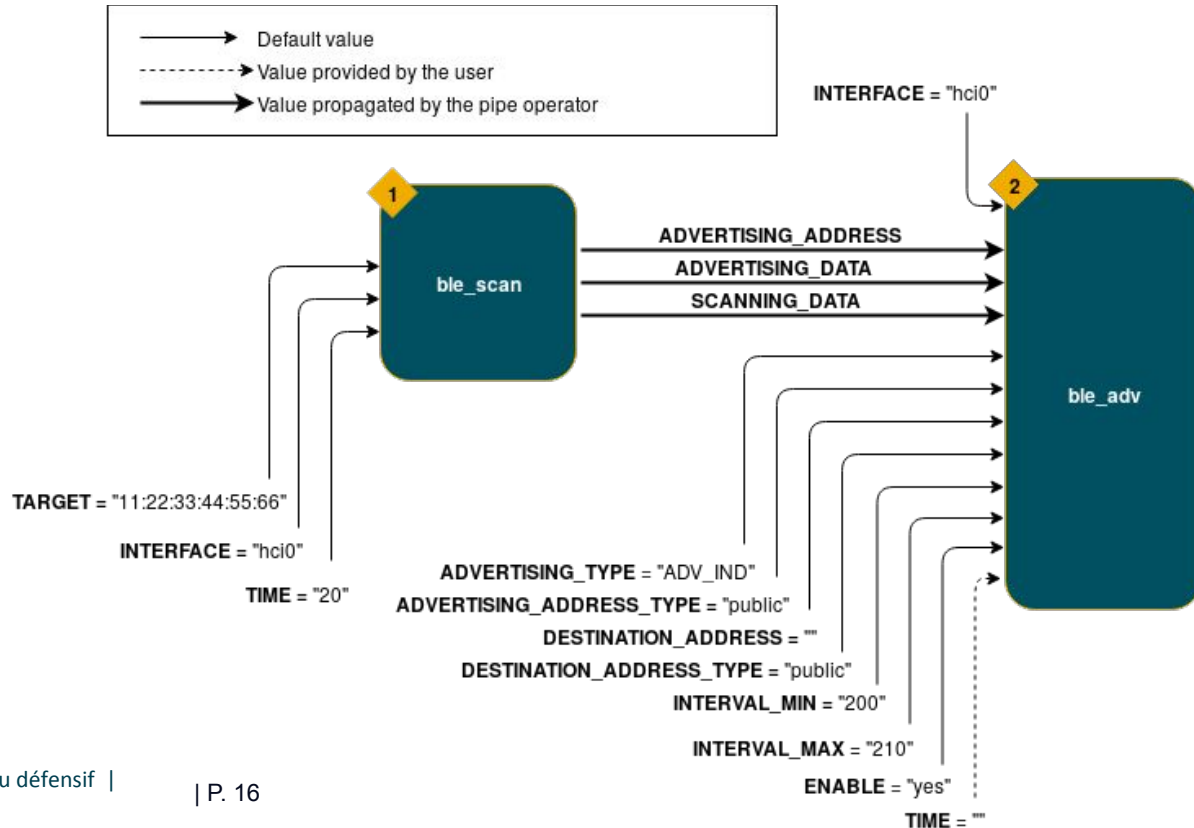 Default value
Value provided by the user
Value propagated by the pipe operator
INTERFACE = "hci0"
1
2
ADVERTISING_ADDRESS
ADVERTISING_DATA
SCANNING_DATA
ble_scan
ble_adv
TARGET = "11:22:33:44:55:66"
INTERFACE = "hci0"
TIME = "20"
ADVERTISING_TYPE = "ADV_IND"
ADVERTISING_ADDRESS_TYPE = "public"
DESTINATION_ADDRESS = ""
DESTINATION_ADDRESS_TYPE = "public"
INTERVAL_MIN = "200"
INTERVAL_MAX = "210"
ENABLE = "yes"
TIME = ""
u défensif |
| P. 16